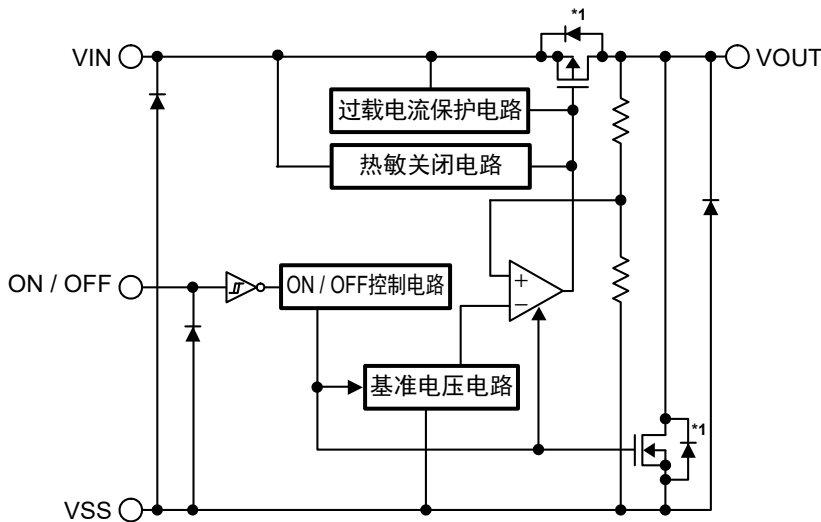 *1
VIN
VOUT
过载电流保护电路
热敏关闭电路
+
−
ON / OFF
ON / OFF控制电路
基准电压电路
*1
VSS